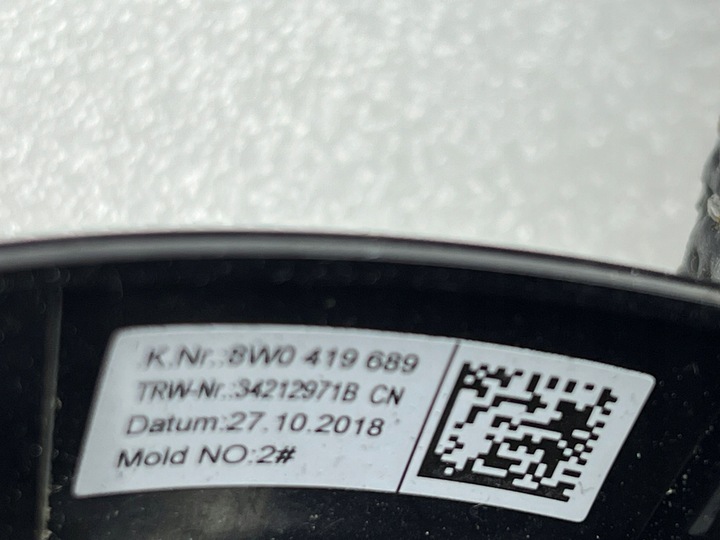 K.Nr.:8W0 419 689
TRW-Nr.:34212971B CN
Datum:27.10.2018
Mold NO:2#